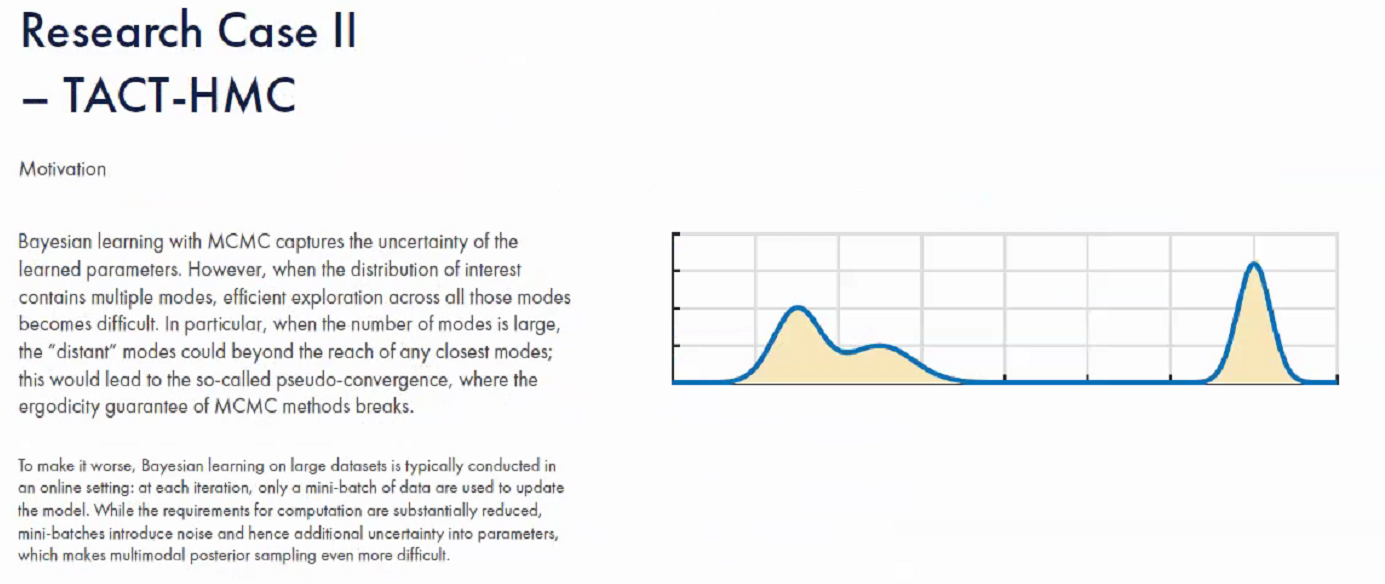 Research Case II
– TACT-HMC
Motivation
Bayesian learning with MCMC captures the uncertainty of the
learned parameters. However, when the distribution of interest
contains multiple modes, efficient exploration across all those modes
becomes difficult. In particular, when the number of modes is large,
the "distant" modes could beyond the reach of any closest modes;
this would lead to the so-called pseudo-convergence, where the
ergodicity guarantee of MCMC methods breaks.
To make it worse, Bayesian learning on large datasets is typically conducted in
an online setting: at each iteration, only a mini-batch of data are used to update
the model. While the requirements for computation are substantially reduced,
mini-batches introduce noise and hence additional uncertainty into parameters,
which makes multimodal posterior sampling even more difficult.